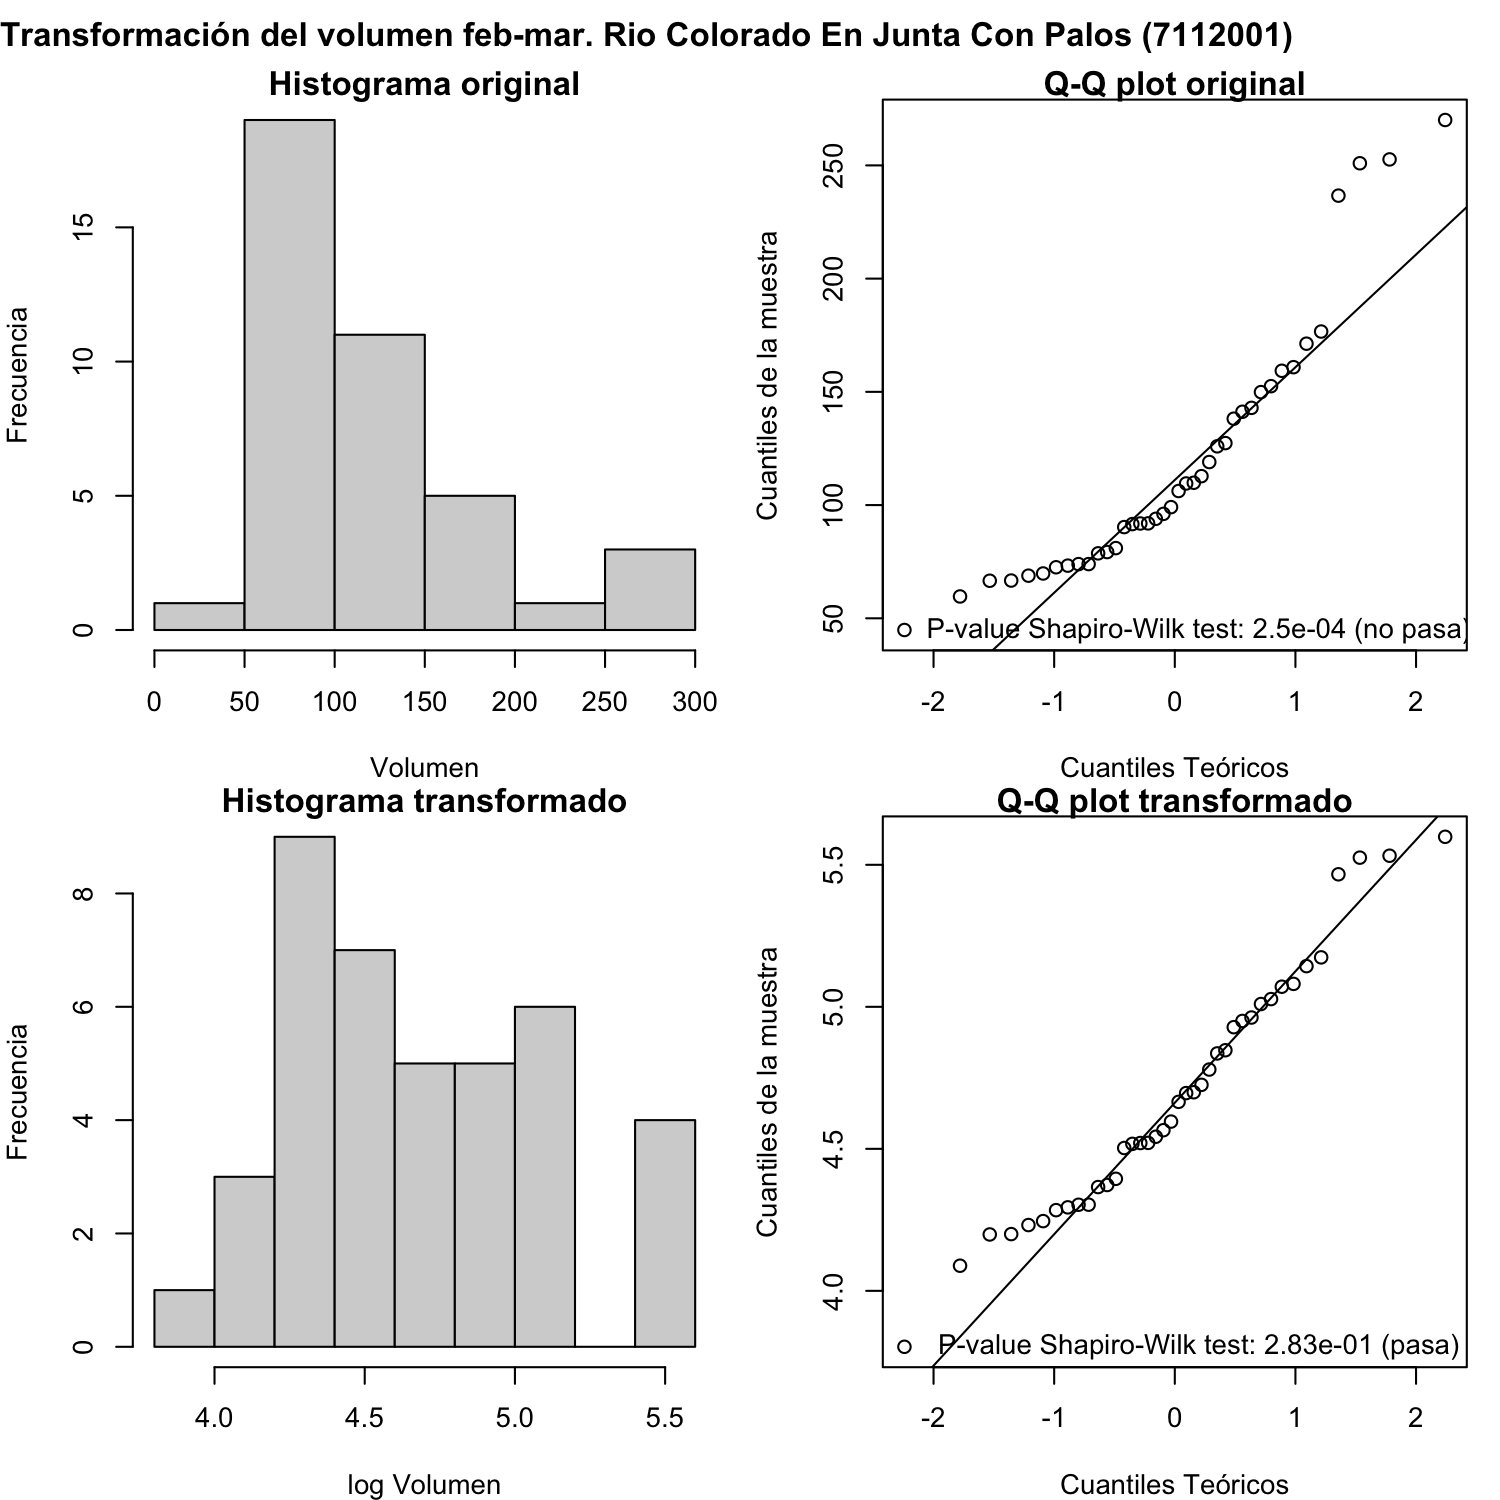 Transformación del volumen feb-mar. Rio Colorado En Junta Con Palos (7112001)
Histograma original
Frecuencia
0 5 10 15
0 50 100 150 200 250 300
Volumen
Q-Q plot original
Cuantiles de la muestra
50 100 150 200 250
P-value Shapiro-Wilk test: 2.5e-04 (no pasa)
-2 -1 0 1 2
Cuantiles Teóricos
Histograma transformado
Frecuencia
0 2 4 6 8
4.0 4.5 5.0 5.5
log Volumen
Q-Q plot transformado
Cuantiles de la muestra
4.0 4.5 5.0 5.5
P-value Shapiro-Wilk test: 2.83e-01 (pasa)
-2 -1 0 1 2
Cuantiles Teóricos